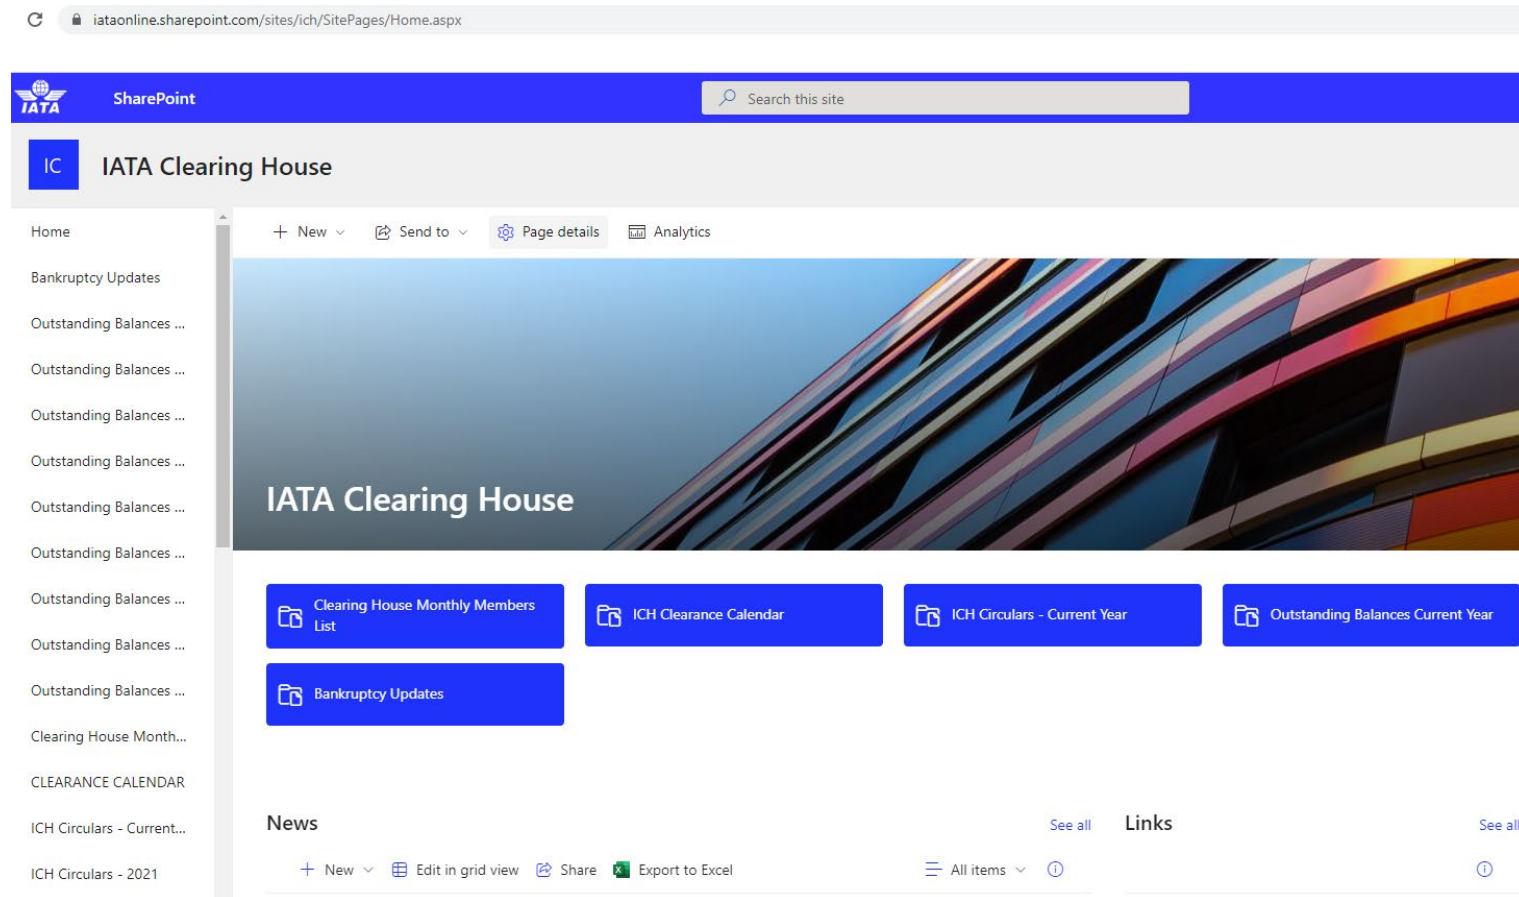 iataonline.sharepoint.com/sites/ich/SitePages/Home.aspx
IATA
SharePoint
Search this site
IC
IATA Clearing House
Home
Bankruptcy Updates
Outstanding Balances ...
Outstanding Balances ...
Outstanding Balances ...
Outstanding Balances ...
Outstanding Balances ...
Outstanding Balances ...
Outstanding Balances ...
Outstanding Balances ...
Outstanding Balances ...
Clearing House Month...
CLEARANCE CALENDAR
ICH Circulars - Current...
ICH Circulars - 2021
New
Send to
Page details
Analytics
IATA Clearing House
Clearing House Monthly Members
List
ICH Clearance Calendar
ICH Circulars - Current Year
Outstanding Balances Current Year
Bankruptcy Updates
News
See all
New
Edit in grid view
Share
Export to Excel
All items
Links
See all